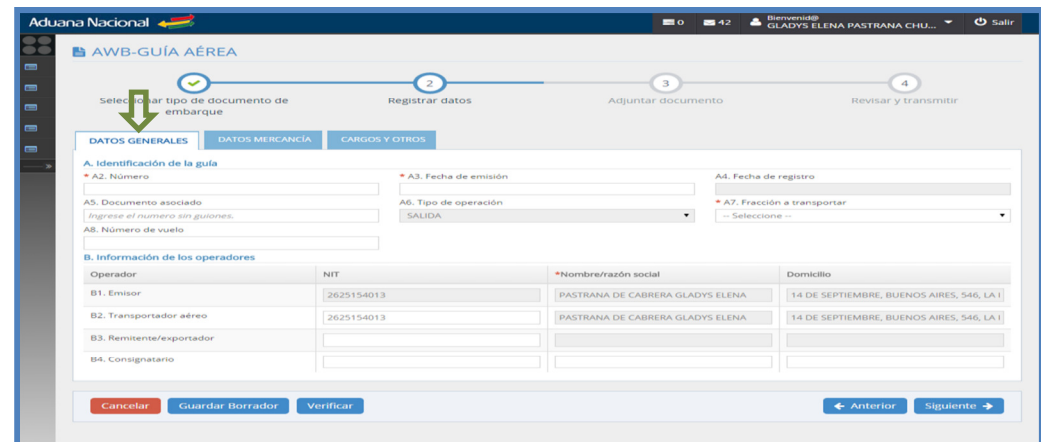 Aduana Nacional
0 42 Bienvenid@ GLADYS ELENA PASTRANA CHU... Salir
AWB-GUÍA AÉREA
2 3 4
Seleccionar tipo de documento de embarque Registrar datos Adjuntar documento Revisar y transmitir
DATOS GENERALES DATOS MERCANCÍA CARGOS Y OTROS
A. Identificación de la guía
* A2. Número * A3. Fecha de emisión A4. Fecha de registro
A5. Documento asociado A6. Tipo de operación * A7. Fracción a transportar
Ingrese el numero sin guiones. SALIDA -- Seleccione --
A8. Número de vuelo
B. Información de los operadores
Operador NIT *Nombre/razón social Domicilio
B1. Emisor 2625154013 PASTRANA DE CABRERA GLADYS ELENA 14 DE SEPTIEMBRE, BUENOS AIRES, 546, LA
B2. Transportador aéreo 2625154013 PASTRANA DE CABRERA GLADYS ELENA 14 DE SEPTIEMBRE, BUENOS AIRES, 546, LA
B3. Remitente/exportador
B4. Consignatario
Cancelar Guardar Borrador Verificar Anterior Siguiente